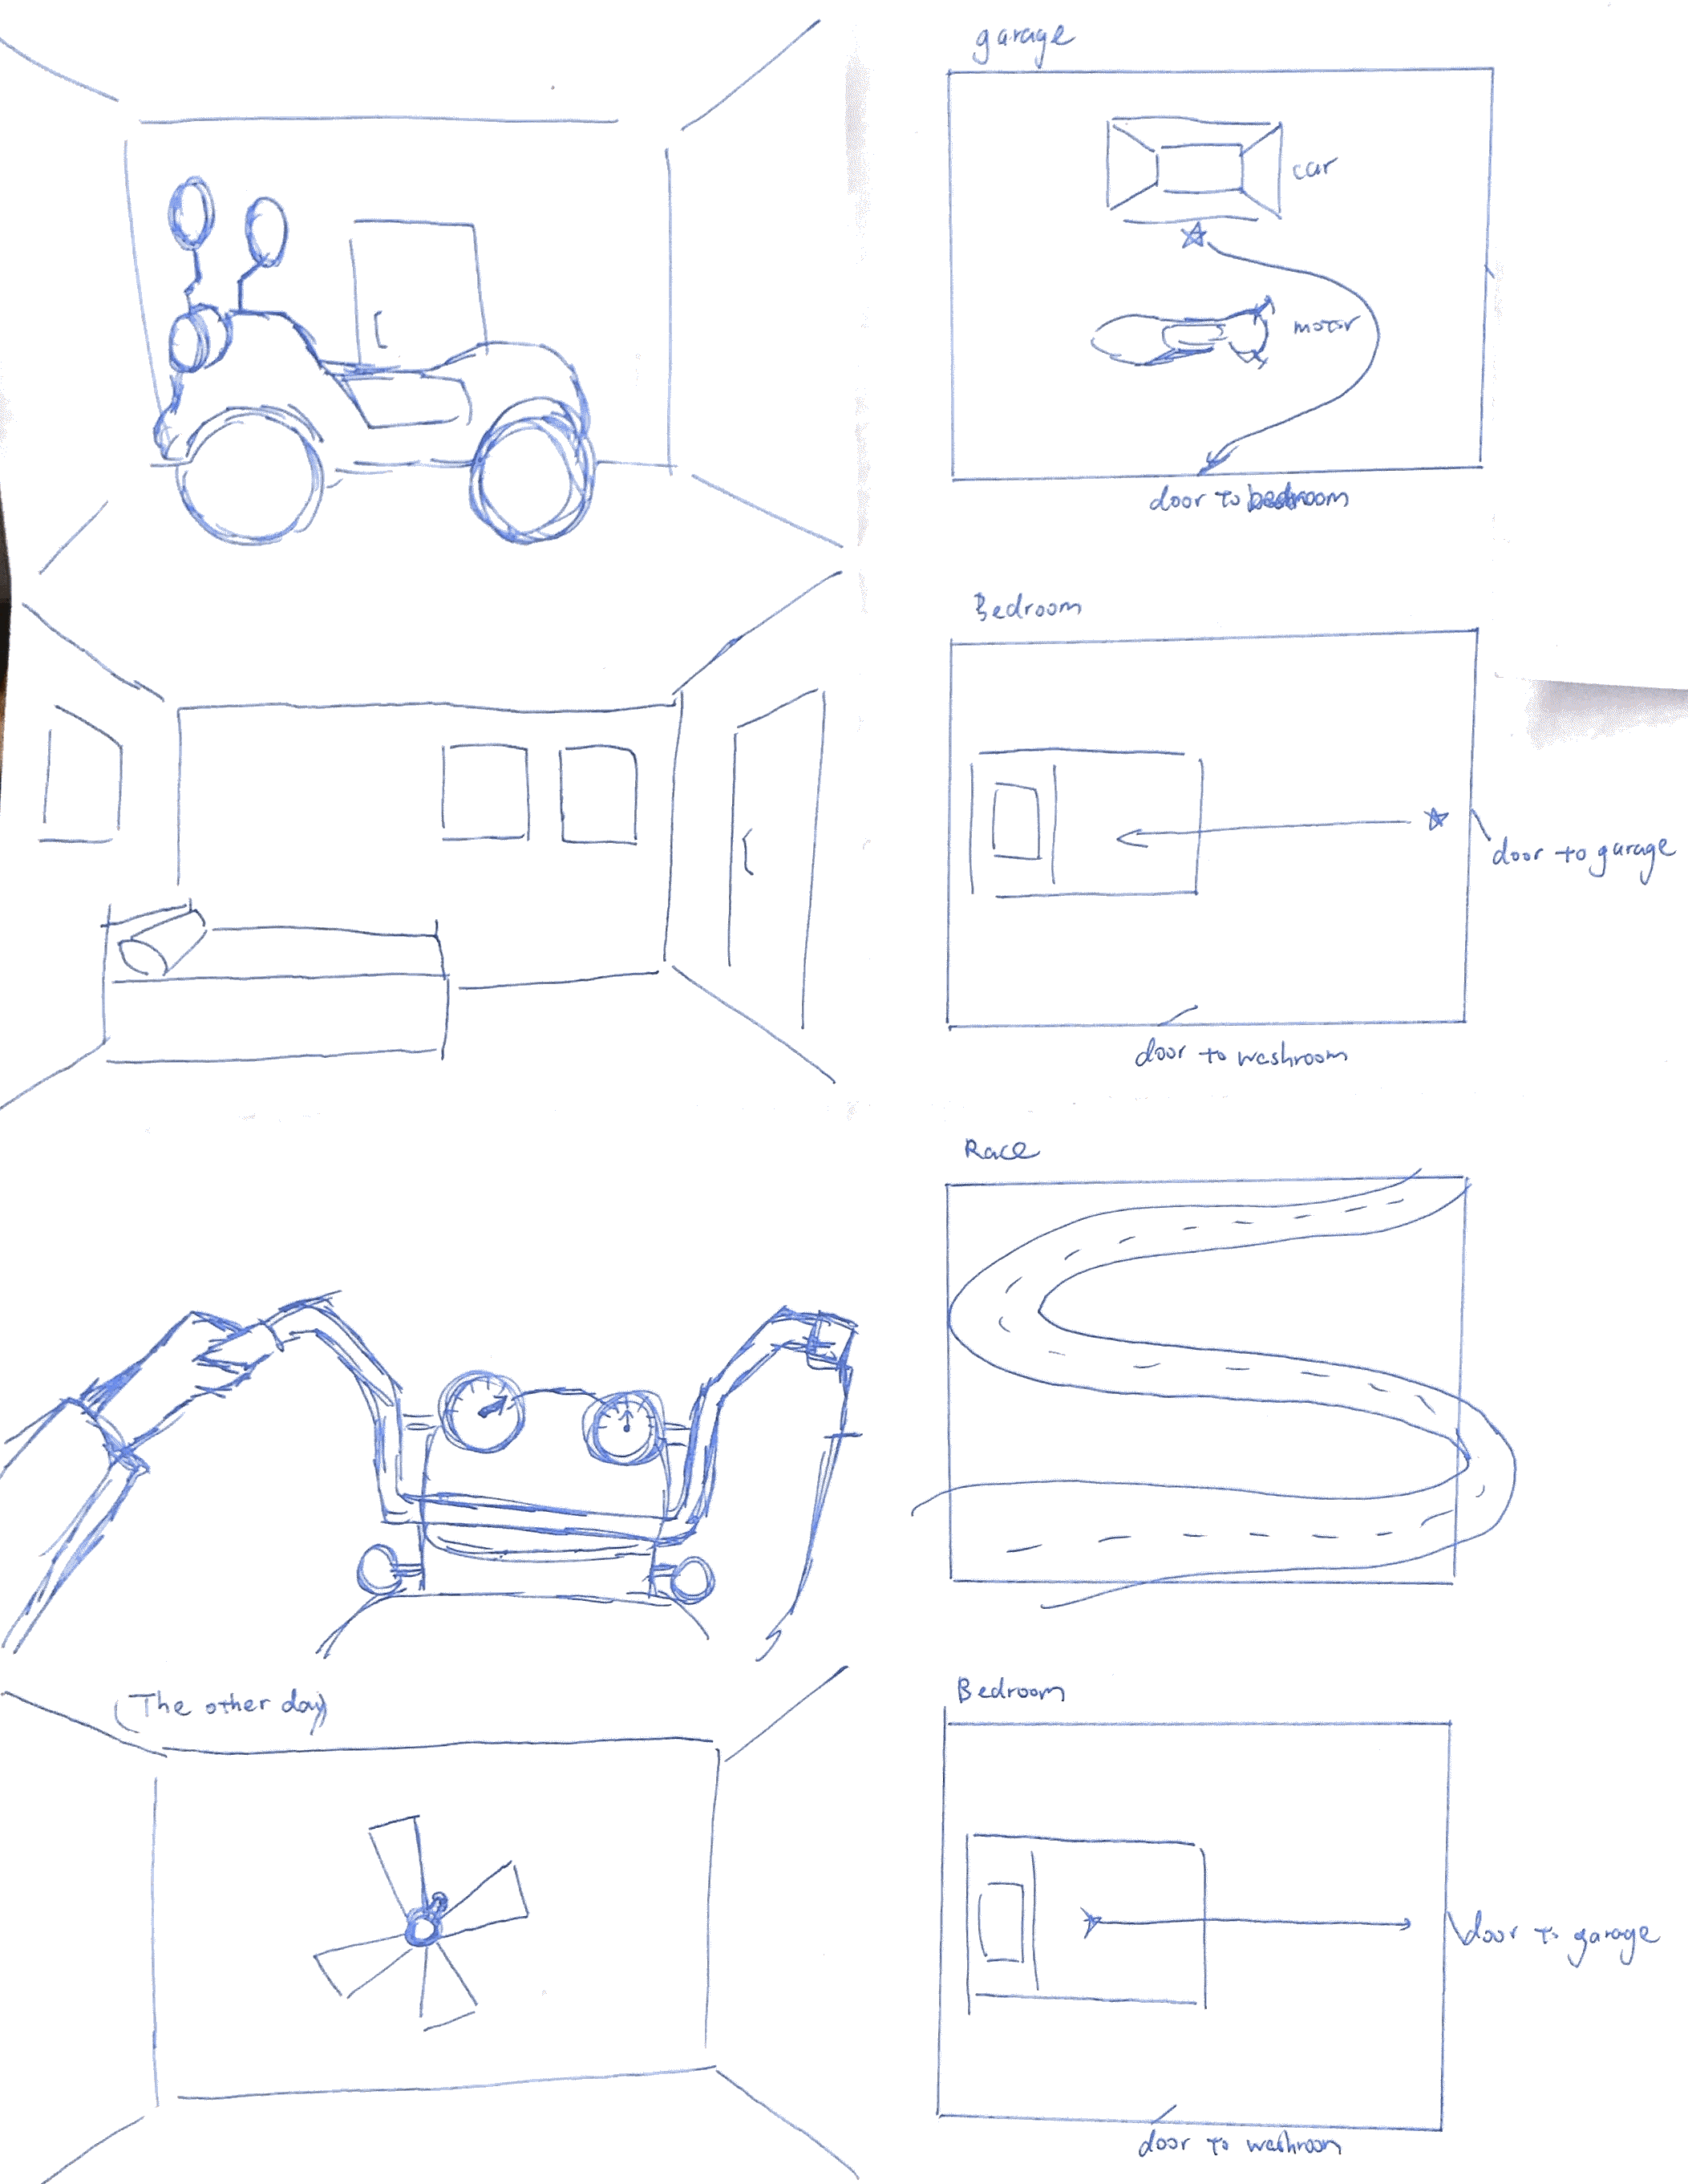 garage
car
motor
door to bedroom
Bedroom
door to garage
door to washroom
Race
(The other day)
Bedroom
door to garage
door to washroom